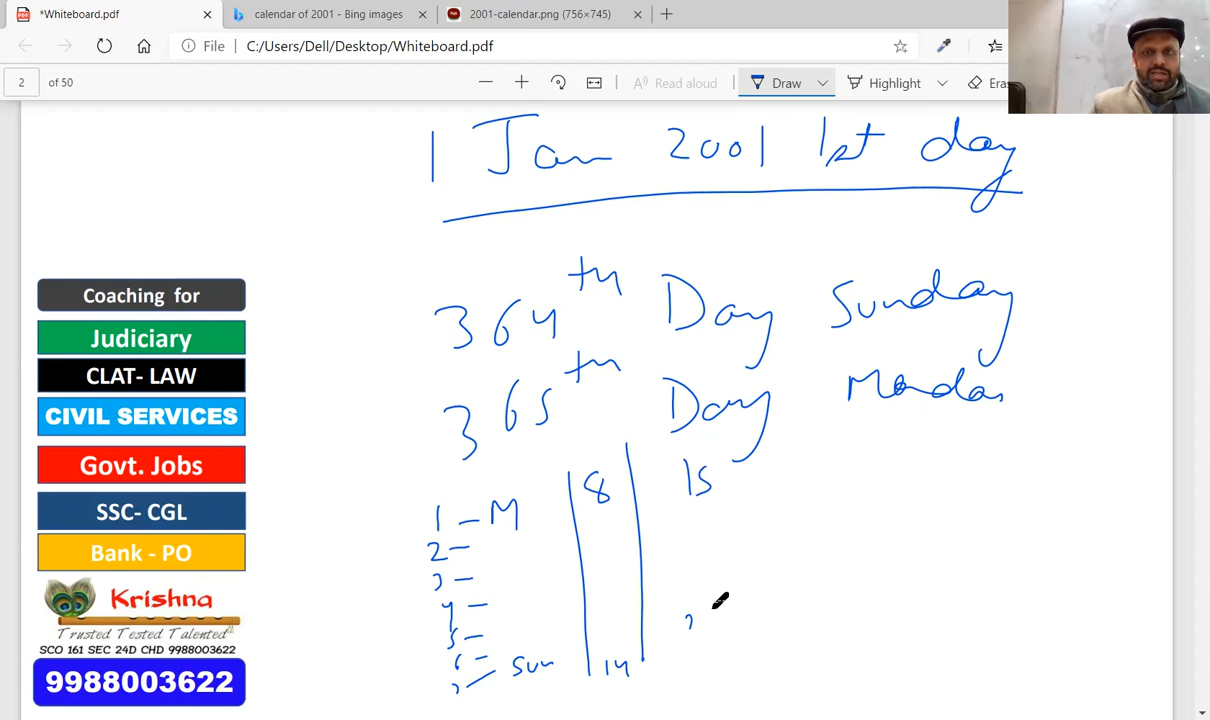 *Whiteboard.pdf
calendar of 2001 - Bing images
2001-calendar.png (756×745)
File
C:/Users/Dell/Desktop/Whiteboard.pdf
2 of 50
Read aloud
Draw
Highlight
Eras
1 Jan 2001 1st day
364th Day Sunday
365th Day Monday
1 - M 8 15
2 -
3 -
4 -
5 -
6 -
7 - Sun 14
Coaching for
Judiciary
CLAT- LAW
CIVIL SERVICES
Govt. Jobs
SSC- CGL
Bank - PO
Krishna
Trusted Tested Talented
SCO 161 SEC 24D CHD 9988003622
9988003622